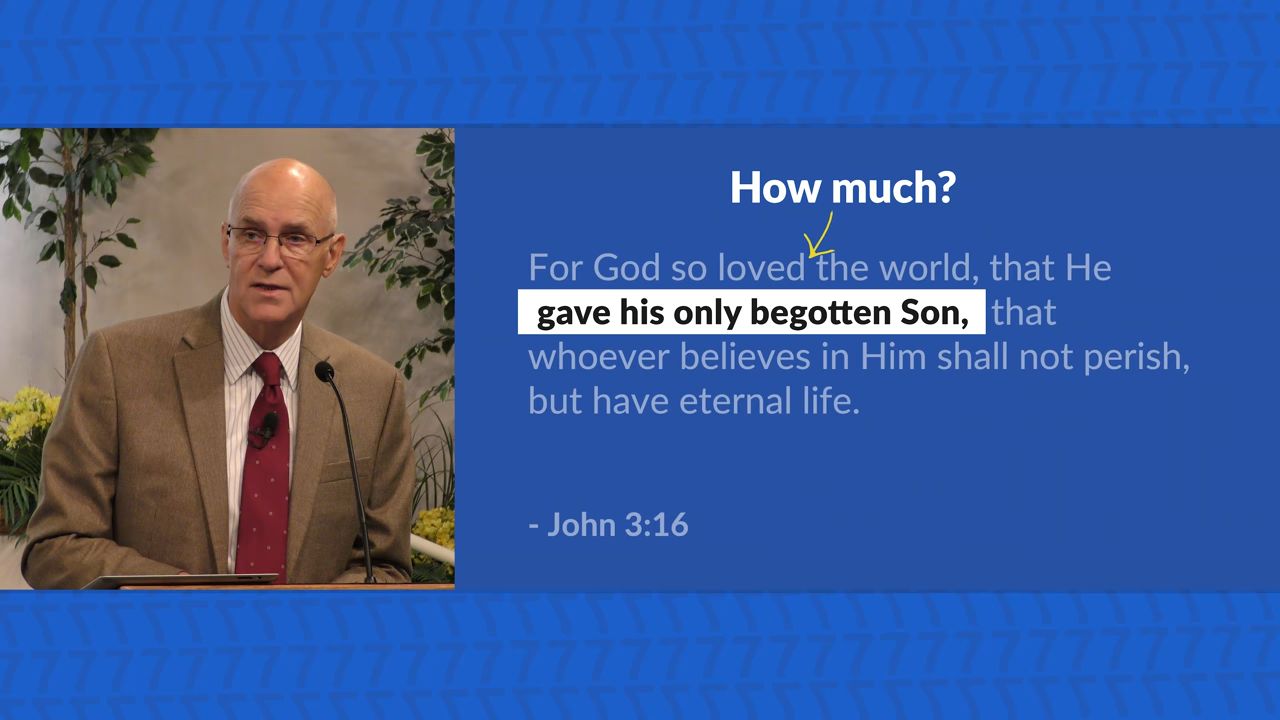 How much?
For God so loved the world, that He
gave his only begotten Son, that
whoever believes in Him shall not perish,
but have eternal life.
- John 3:16